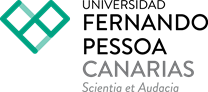 UNIVERSIDAD
FERNANDO
PESSOA
CANARIAS
Scientia et Audacia